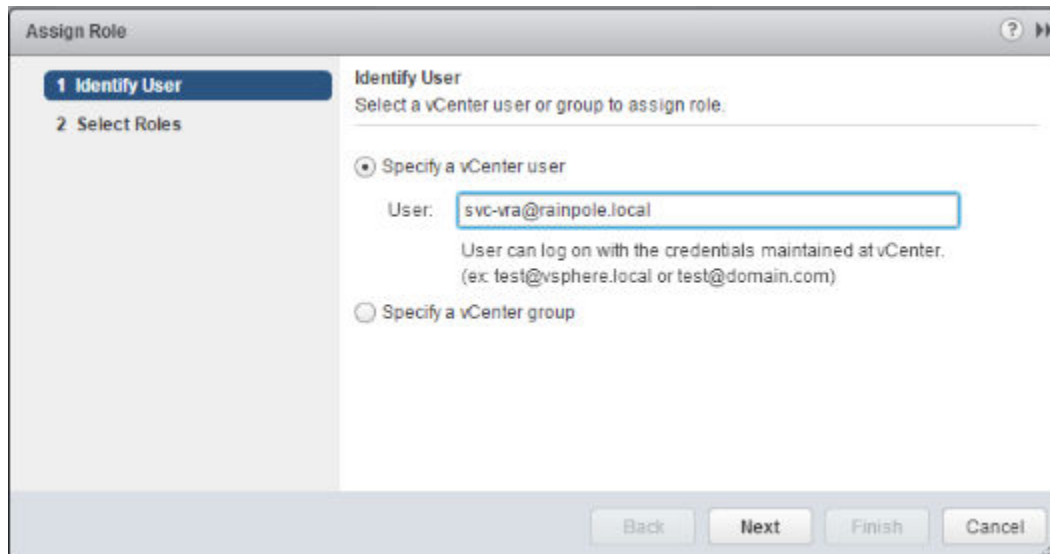 Assign Role
?
1 Identify User
2 Select Roles
Identify User
Select a vCenter user or group to assign role.
Specify a vCenter user
User: svc-vra@rainpole.local
User can log on with the credentials maintained at vCenter.
(ex: test@vsphere.local or test@domain.com)
Specify a vCenter group
Back Next Finish Cancel